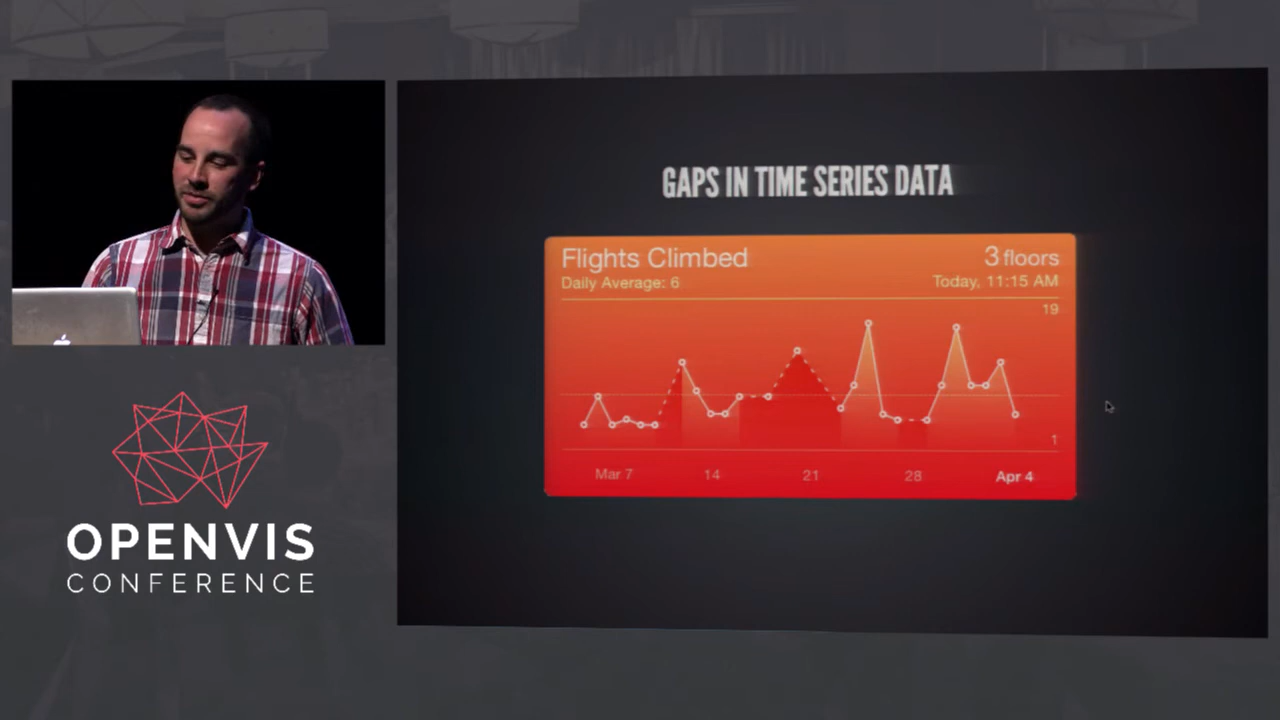 GAPS IN TIME SERIES DATA
Flights Climbed
3 floors
Daily Average: 6
Today, 11:15 AM
19
1
Mar 7
14
21
28
Apr 4
OPENVIS
CONFERENCE